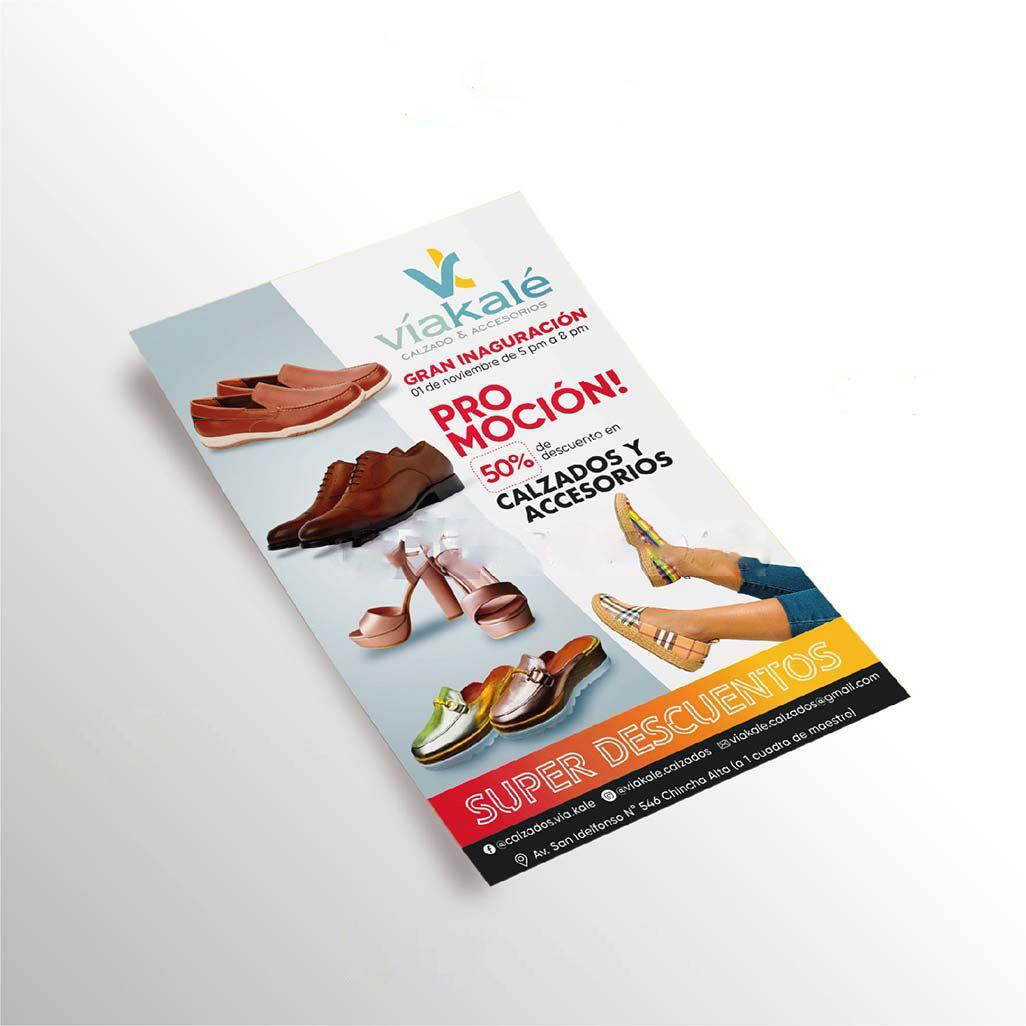 víakalé
CALZADO & ACCESORIOS
GRAN INAGURACIÓN
01 de noviembre de 5 pm a 8 pm
PRO
MOCIÓN!
50% de
descuento en
CALZADOS Y
ACCESORIOS
SUPER DESCUENTOS
@calzados.via.kale @viakale.calzados viakale.calzados@gmail.com
Av. San Idelfonso N° 546 Chincha Alta (a 1 cuadra de maestro)